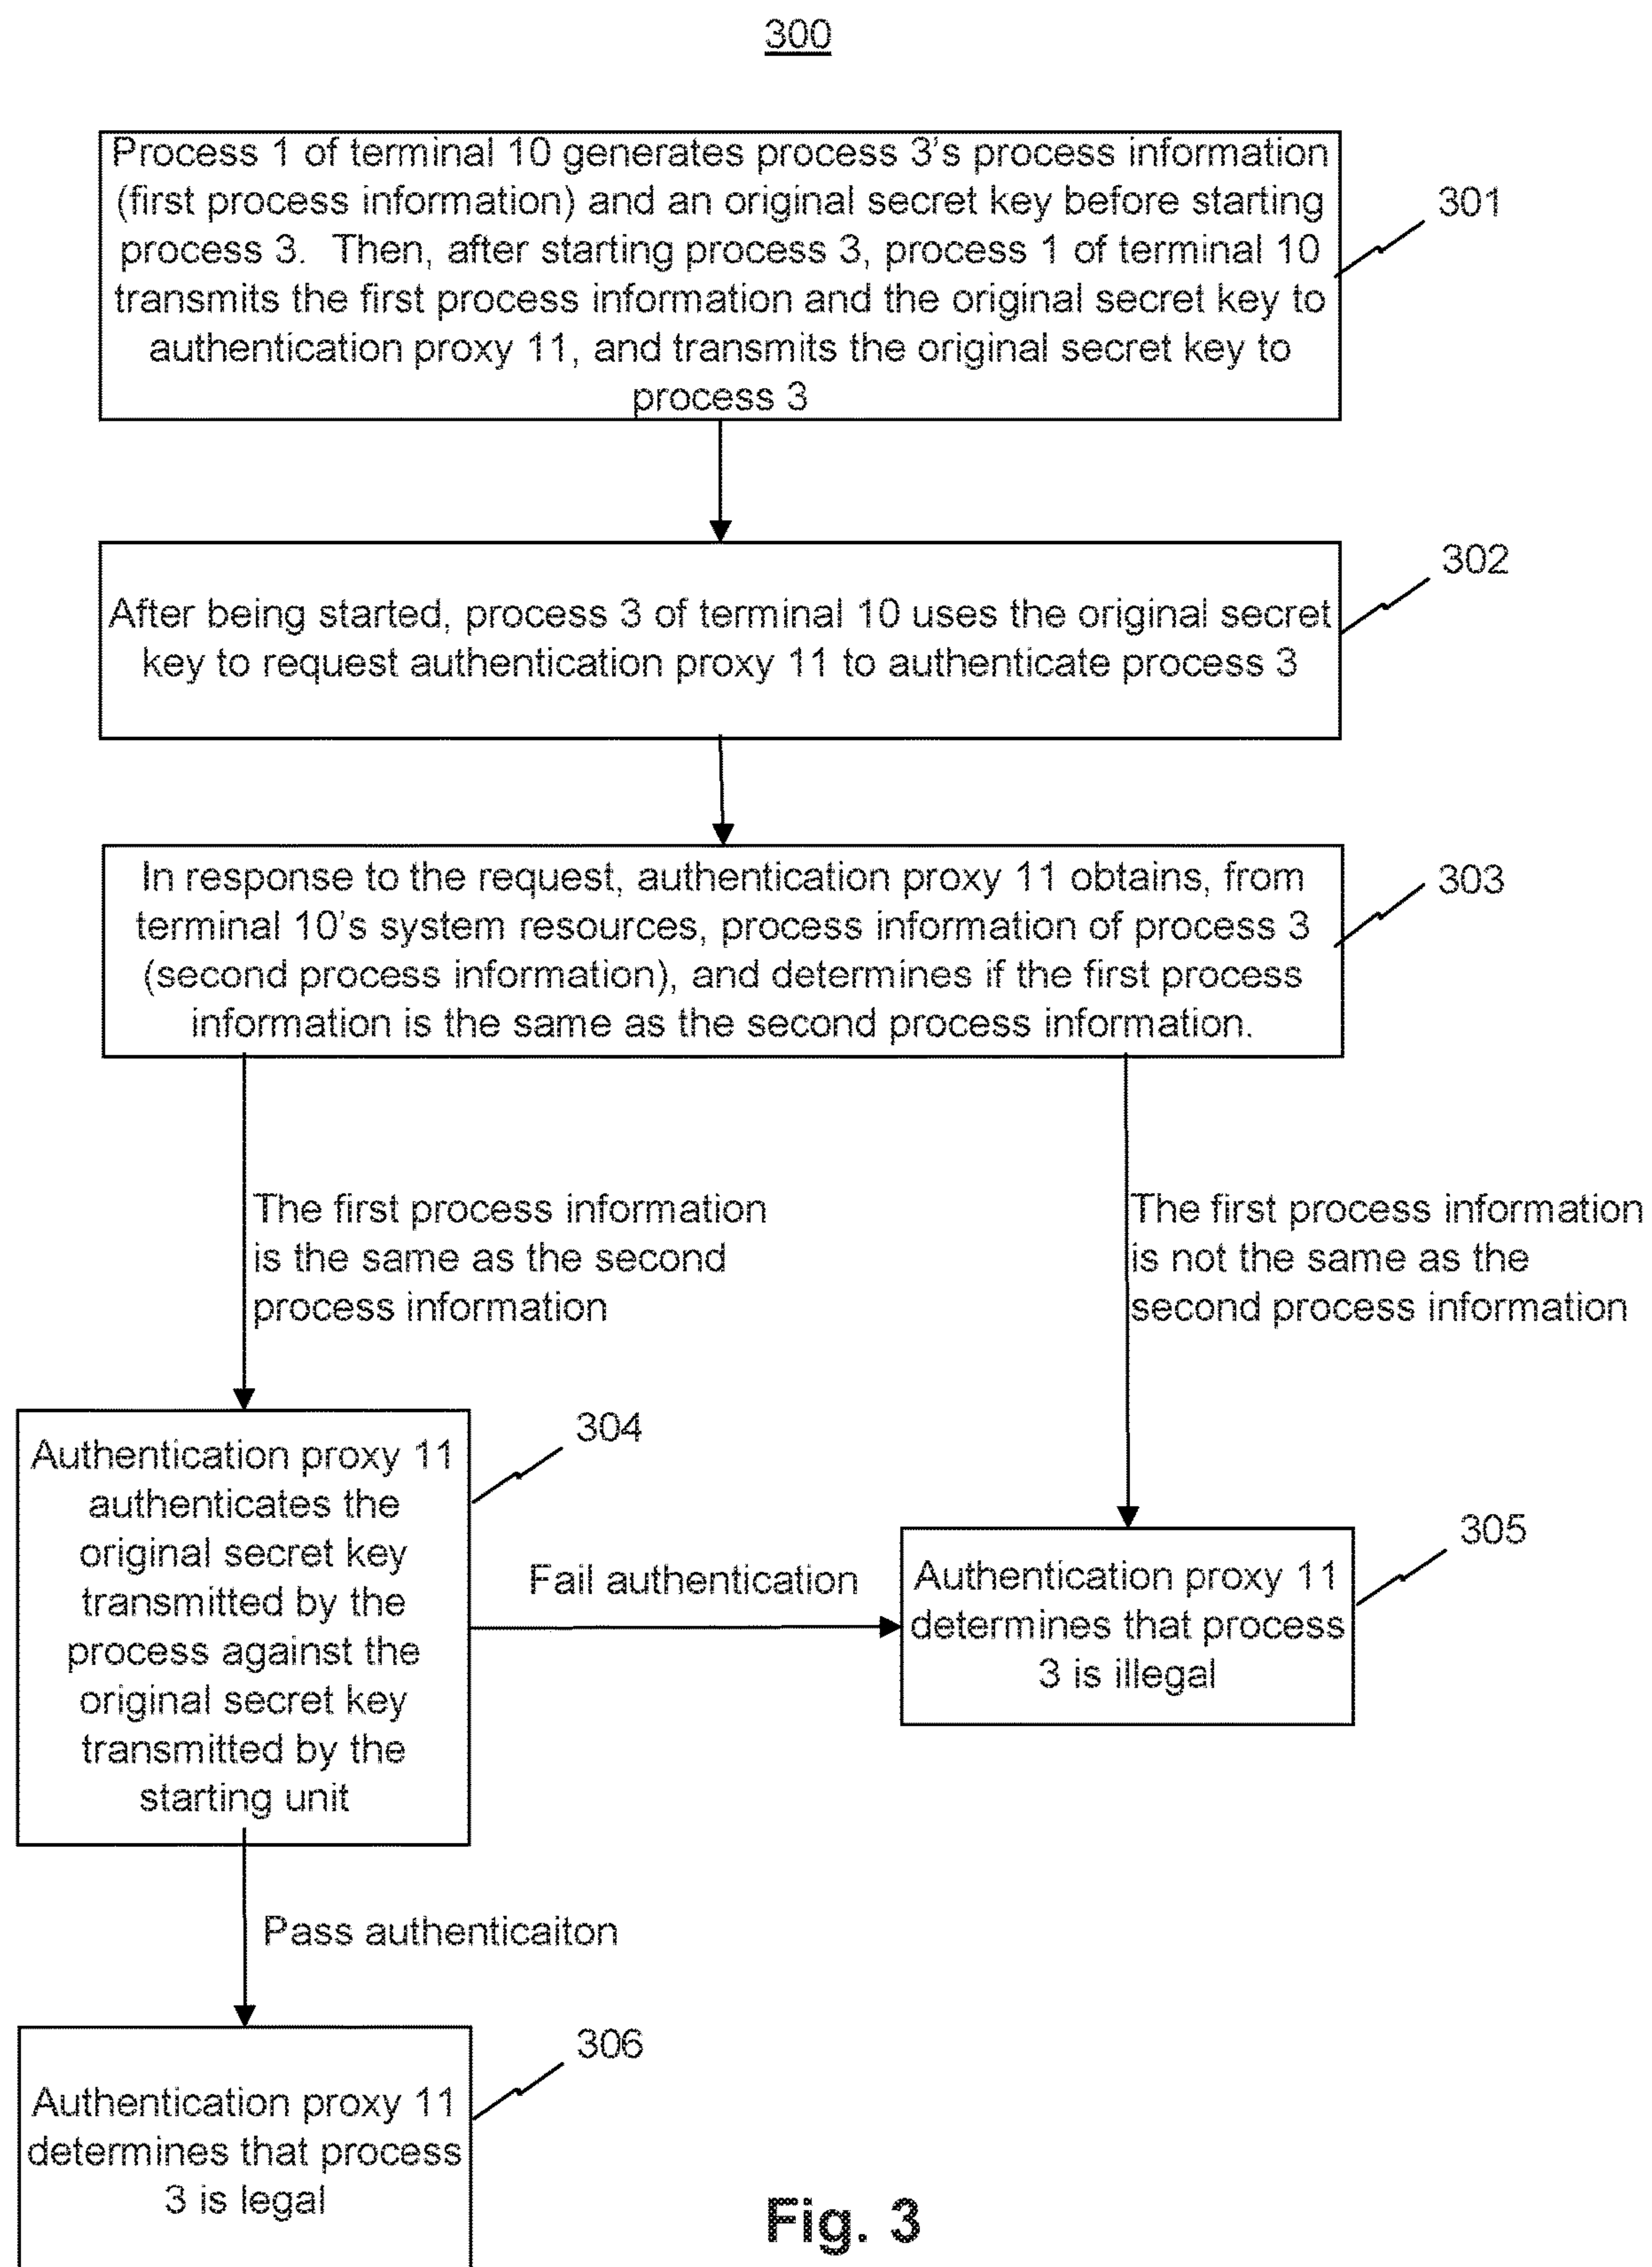 300
Process 1 of terminal 10 generates process 3's process information
(first process information) and an original secret key before starting
process 3. Then, after starting process 3, process 1 of terminal 10
transmits the first process information and the original secret key to
authentication proxy 11, and transmits the original secret key to
process 3
301
After being started, process 3 of terminal 10 uses the original secret
key to request authentication proxy 11 to authenticate process 3
302
In response to the request, authentication proxy 11 obtains, from
terminal 10's system resources, process information of process 3
(second process information), and determines if the first process
information is the same as the second process information.
303
The first process information
is the same as the second
process information
The first process information
is not the same as the
second process information
Authentication proxy 11
authenticates the
original secret key
transmitted by the
process against the
original secret key
transmitted by the
starting unit
304
Fail authentication
Authentication proxy 11
determines that process
3 is illegal
305
Pass authenticaiton
Authentication proxy 11
determines that process
3 is legal
306
Fig. 3